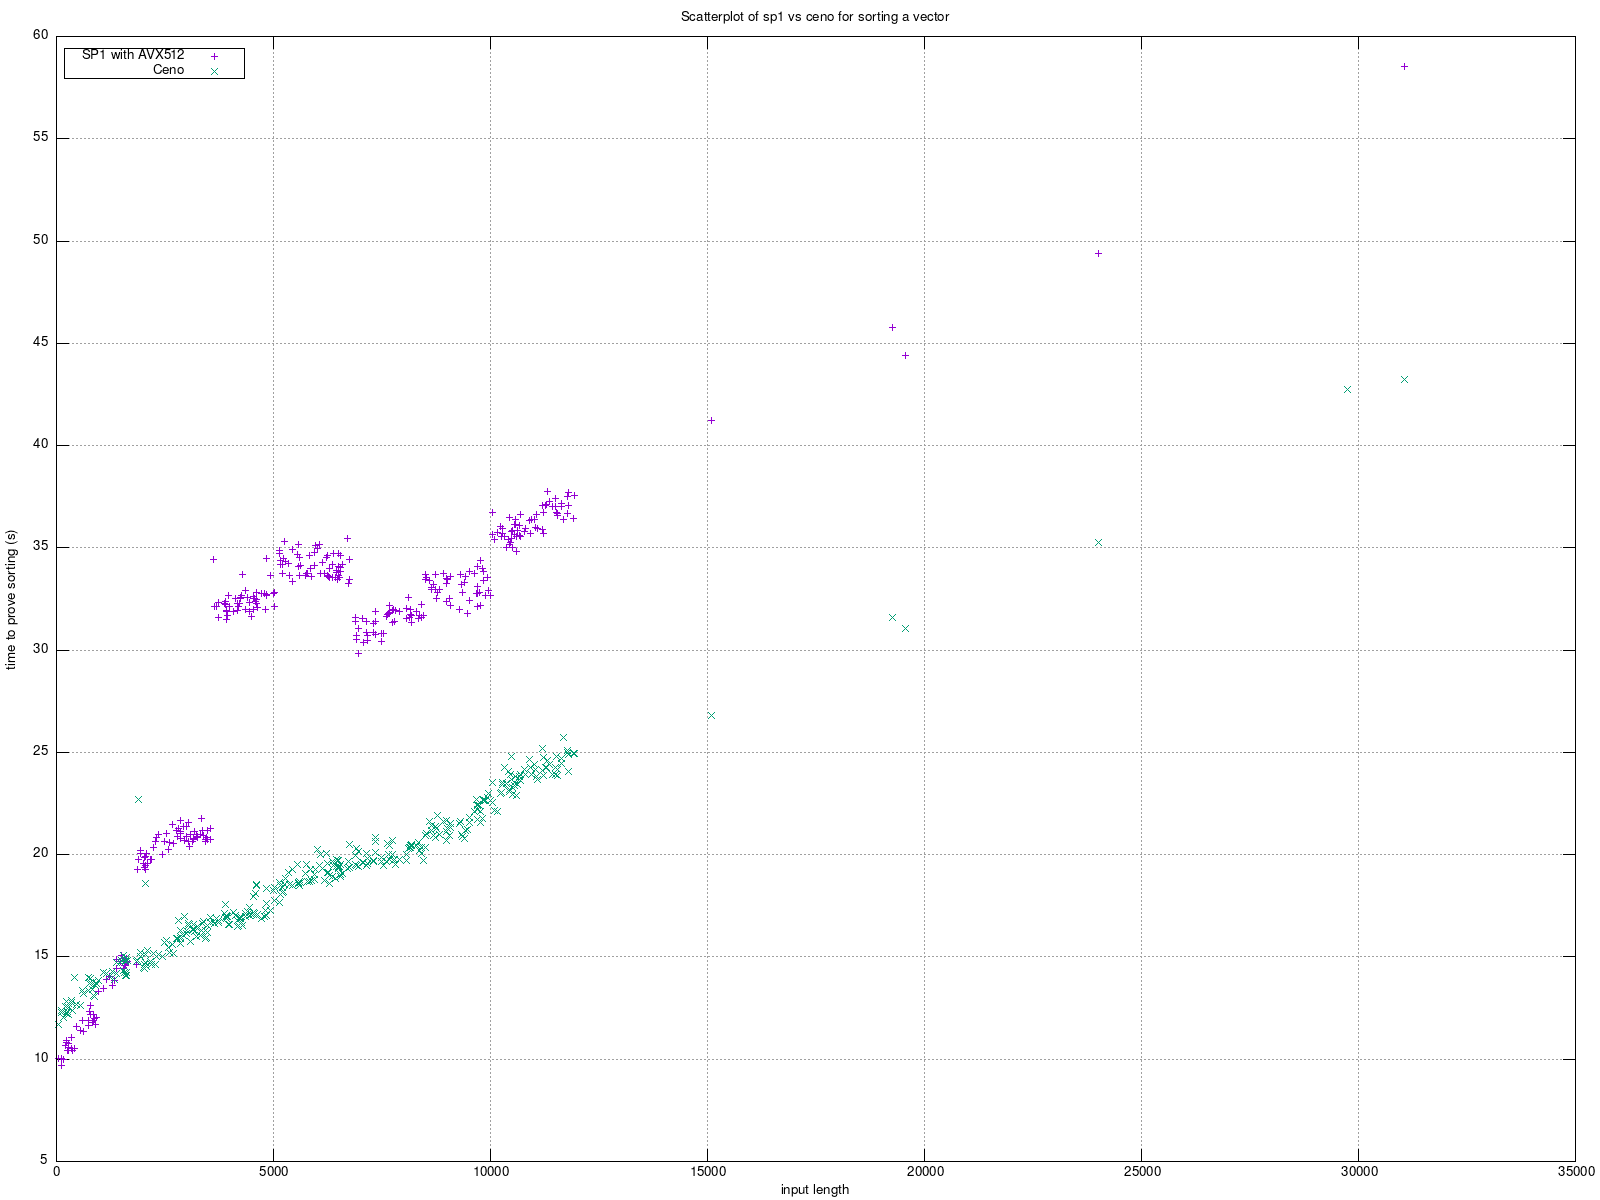 Scatterplot of sp1 vs ceno for sorting a vector
SP1 with AVX512
Ceno
60
55
50
45
40
35
30
25
20
15
10
5
time to prove sorting (s)
0 5000 10000 15000 20000 25000 30000 35000
input length